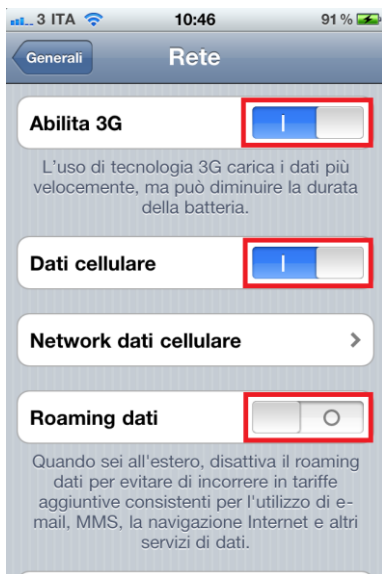 3 ITA 10:46 91 %
Generali Rete
Abilita 3G
L'uso di tecnologia 3G carica i dati più
velocemente, ma può diminuire la durata
della batteria.
Dati cellulare
Network dati cellulare
Roaming dati
Quando sei all'estero, disattiva il roaming
dati per evitare di incorrere in tariffe
aggiuntive consistenti per l'utilizzo di e-
mail, MMS, la navigazione Internet e altri
servizi di dati.